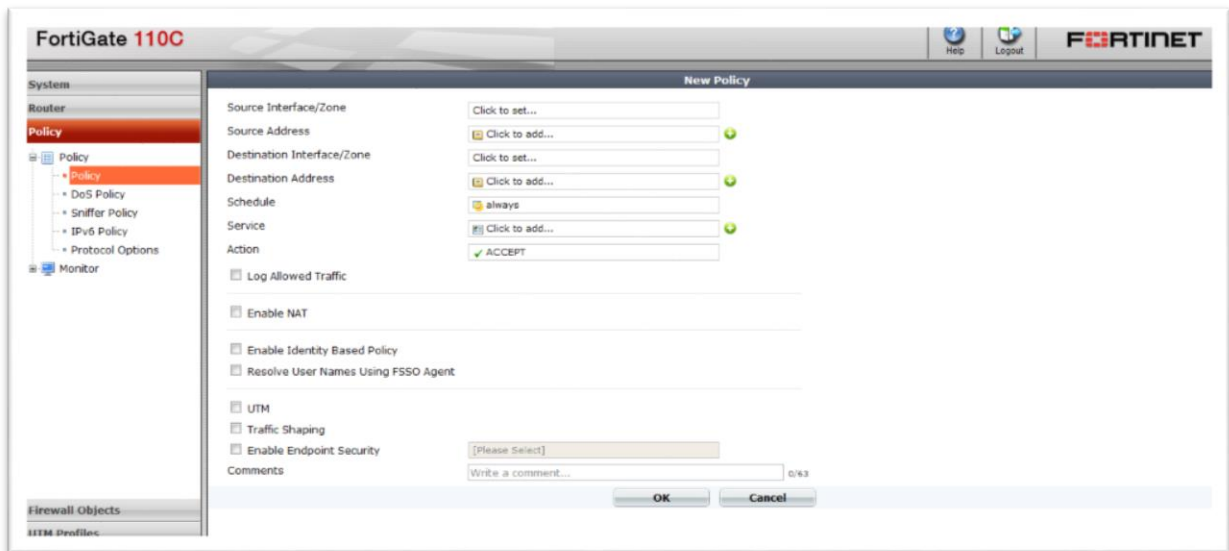 FortiGate 110C
Help
Logout
FORTINET
System
Router
Policy
Policy
Policy
DoS Policy
Sniffer Policy
IPv6 Policy
Protocol Options
Monitor
Firewall Objects
UTM Profiles
New Policy
Source Interface/Zone Click to set...
Source Address Click to add...
Destination Interface/Zone Click to set...
Destination Address Click to add...
Schedule always
Service Click to add...
Action ACCEPT
Log Allowed Traffic
Enable NAT
Enable Identity Based Policy
Resolve User Names Using FSSO Agent
UTM
Traffic Shaping
Enable Endpoint Security [Please Select]
Comments Write a comment... 0/63
OK Cancel